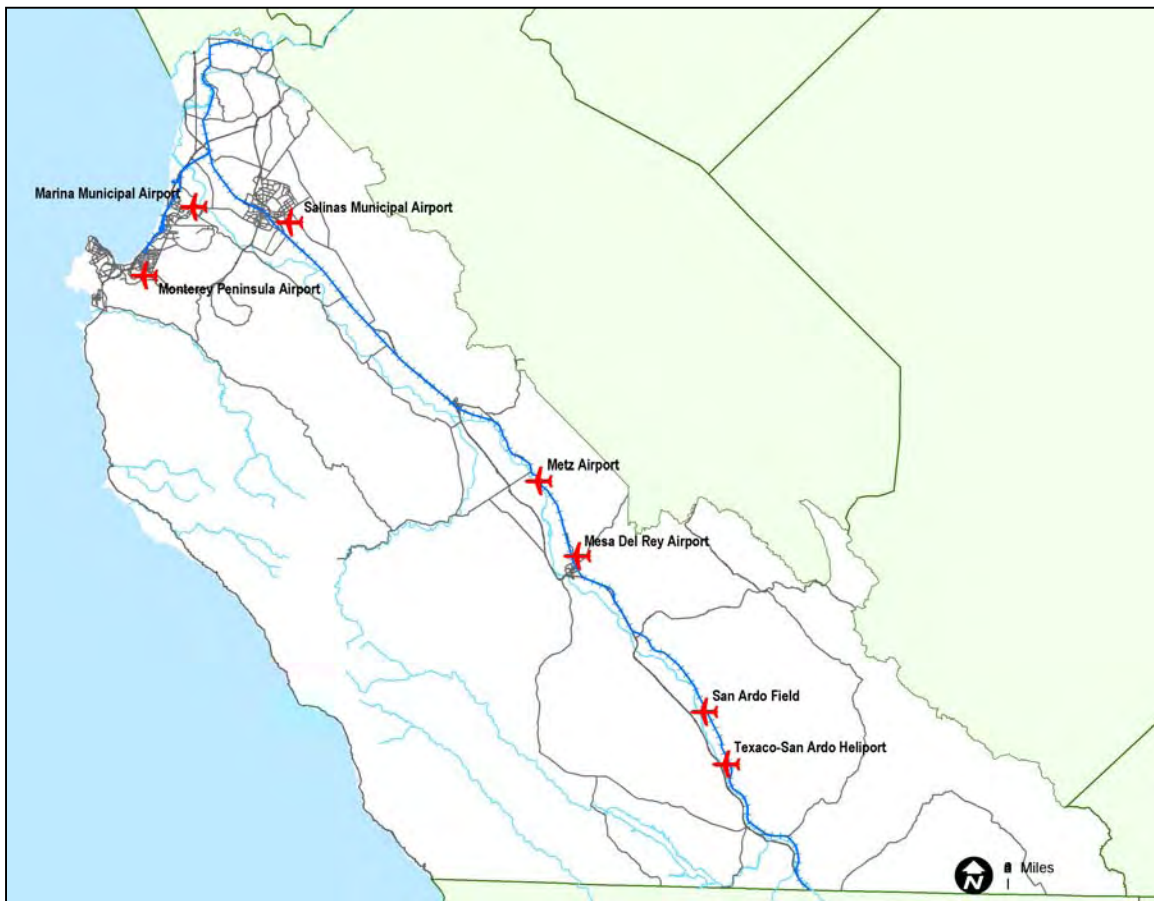 Marina Municipal Airport
Salinas Municipal Airport
Monterey Peninsula Airport
Metz Airport
Mesa Del Rey Airport
San Ardo Field
Texaco-San Ardo Heliport
N
Miles